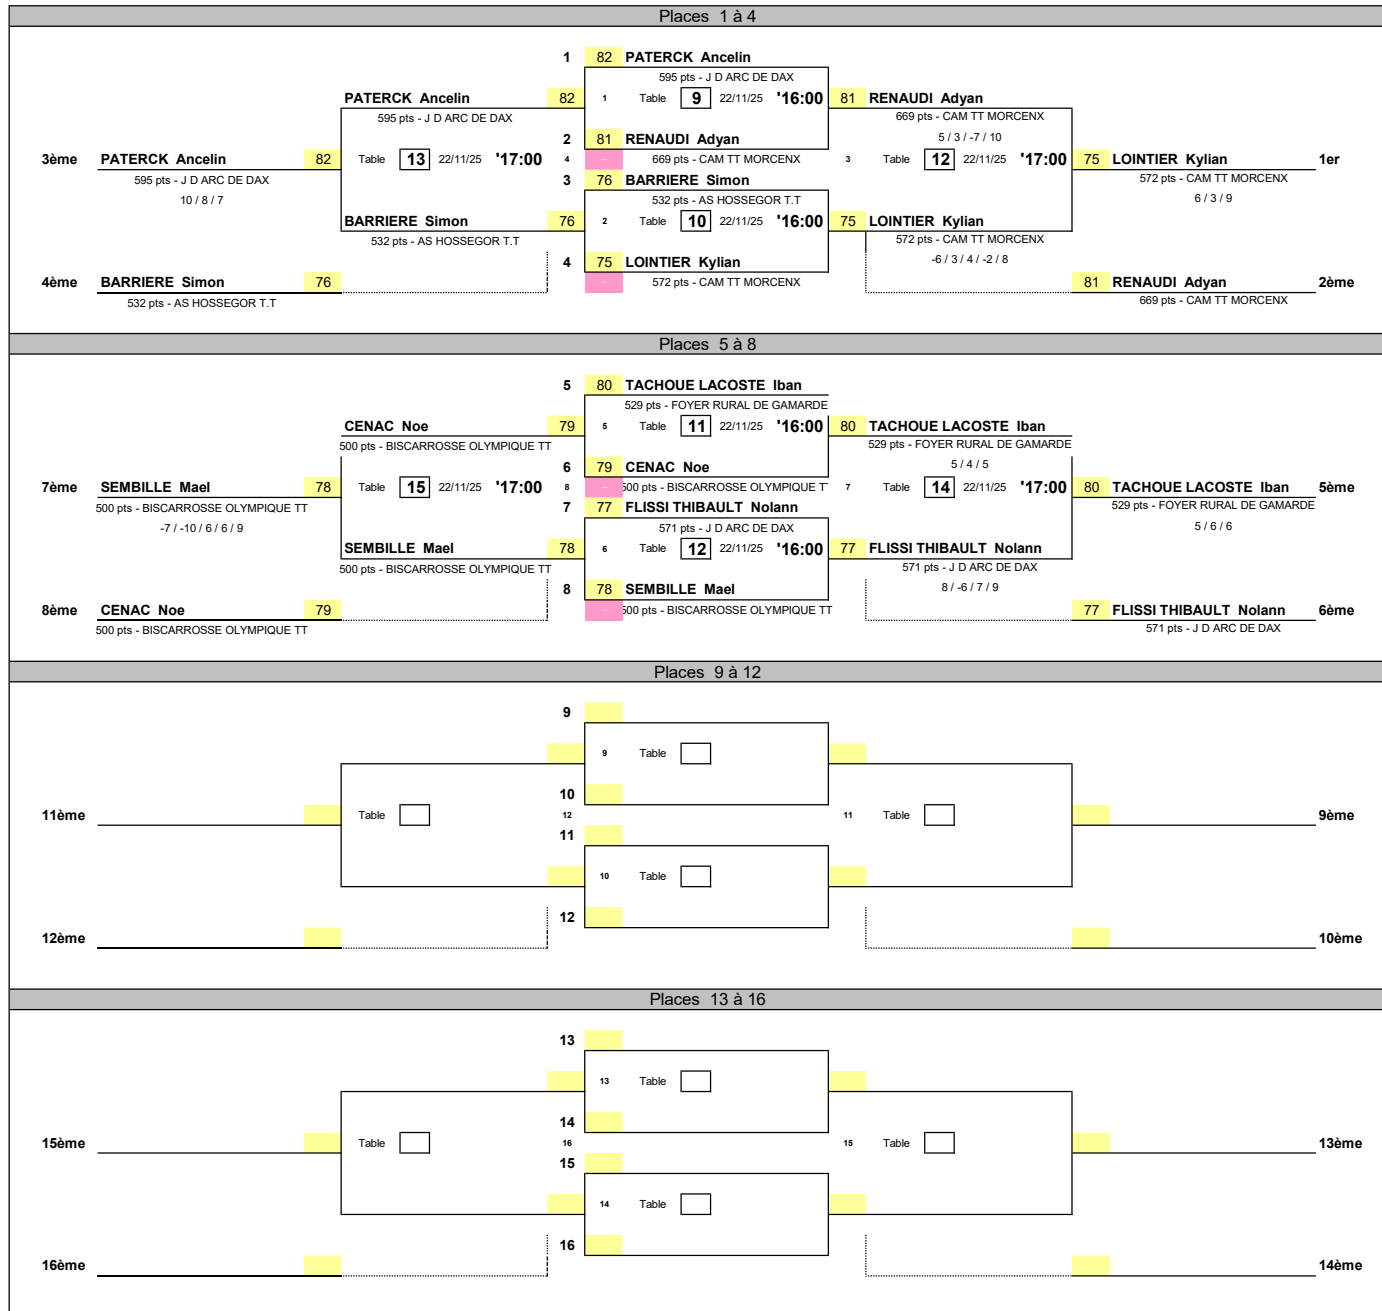 Places 1 à 4
1 82 PATERCK Ancelin
595 pts - J D ARC DE DAX
PATERCK Ancelin 82 1 Table 9 22/11/25 '16:00 81 RENAUDI Adyan
595 pts - J D ARC DE DAX 669 pts - CAM TT MORCENX
2 81 RENAUDI Adyan 5 / 3 / -7 / 10
3ème PATERCK Ancelin 82 Table 13 22/11/25 '17:00 4 669 pts - CAM TT MORCENX 3 Table 12 22/11/25 '17:00 75 LOINTIER Kylian 1er
595 pts - J D ARC DE DAX 3 76 BARRIERE Simon 572 pts - CAM TT MORCENX
10 / 8 / 7 532 pts - AS HOSSEGOR T.T 6 / 3 / 9
BARRIERE Simon 76 2 Table 10 22/11/25 '16:00 75 LOINTIER Kylian
532 pts - AS HOSSEGOR T.T 572 pts - CAM TT MORCENX
4 75 LOINTIER Kylian -6 / 3 / 4 / -2 / 8
4ème BARRIERE Simon 76 572 pts - CAM TT MORCENX 81 RENAUDI Adyan 2ème
532 pts - AS HOSSEGOR T.T 669 pts - CAM TT MORCENX
Places 5 à 8
5 80 TACHOUE LACOSTE Iban
529 pts - FOYER RURAL DE GAMARDE
CENAC Noe 79 5 Table 11 22/11/25 '16:00 80 TACHOUE LACOSTE Iban
500 pts - BISCARROSSE OLYMPIQUE TT 529 pts - FOYER RURAL DE GAMARDE
6 79 CENAC Noe 5 / 4 / 5
7ème SEMBILLE Mael 78 Table 15 22/11/25 '17:00 8 500 pts - BISCARROSSE OLYMPIQUE T 7 Table 14 22/11/25 '17:00 80 TACHOUE LACOSTE Iban 5ème
500 pts - BISCARROSSE OLYMPIQUE TT 7 77 FLISSI THIBAULT Nolann 529 pts - FOYER RURAL DE GAMARDE
-7 / -10 / 6 / 6 / 9 571 pts - J D ARC DE DAX 5 / 6 / 6
SEMBILLE Mael 78 6 Table 12 22/11/25 '16:00 77 FLISSI THIBAULT Nolann
500 pts - BISCARROSSE OLYMPIQUE TT 571 pts - J D ARC DE DAX
8 78 SEMBILLE Mael 8 / -6 / 7 / 9
8ème CENAC Noe 79 500 pts - BISCARROSSE OLYMPIQUE TT 77 FLISSI THIBAULT Nolann 6ème
500 pts - BISCARROSSE OLYMPIQUE TT 571 pts - J D ARC DE DAX
Places 9 à 12
9
9 Table
10
11ème Table 12 11 Table 9ème
11
10 Table
12
12ème 10ème
Places 13 à 16
13
13 Table
14
15ème Table 16 15 Table 13ème
15
14 Table
16
16ème 14ème